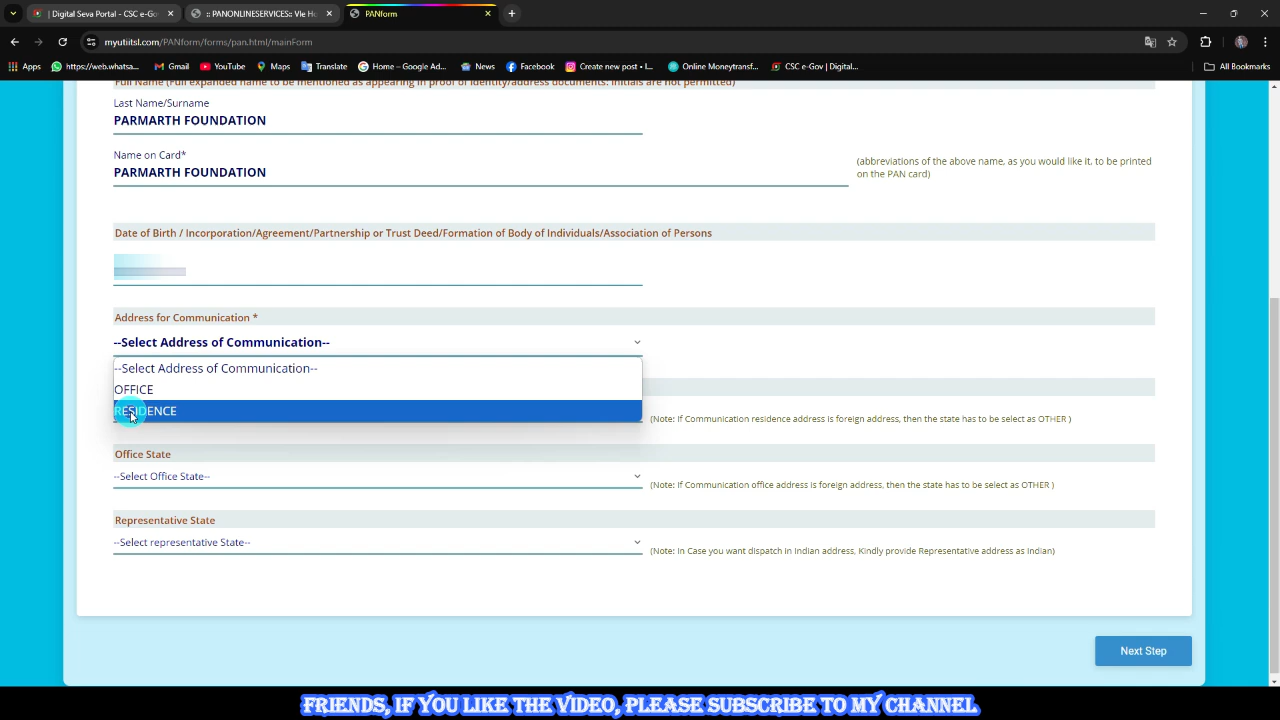 | Digital Seva Portal - CSC e-Go
:: PANONLINESERVICES:: Vle Ho
PANform
myutiitsl.com/PANform/forms/pan.html/mainForm
Apps
https://web.whatsa...
Gmail
YouTube
Maps
Translate
Home – Google Ad...
News
Facebook
Create new post • I...
Online Moneytransf...
CSC e-Gov | Digital...
All Bookmarks
Full Name (Full expanded name to be mentioned as appearing in proof of identity/address documents: initials are not permitted)
Last Name/Surname
PARMARTH FOUNDATION
Name on Card*
PARMARTH FOUNDATION
(abbreviations of the above name, as you would like it, to be printed
on the PAN card)
Date of Birth / Incorporation/Agreement/Partnership or Trust Deed/Formation of Body of Individuals/Association of Persons
Address for Communication *
--Select Address of Communication--
--Select Address of Communication--
OFFICE
RESIDENCE
(Note: If Communication residence address is foreign address, then the state has to be select as OTHER )
Office State
--Select Office State--
(Note: If Communication office address is foreign address, then the state has to be select as OTHER )
Representative State
--Select representative State--
(Note: In Case you want dispatch in Indian address, Kindly provide Representative address as Indian)
Next Step
FRIENDS, IF YOU LIKE THE VIDEO, PLEASE SUBSCRIBE TO MY CHANNEL